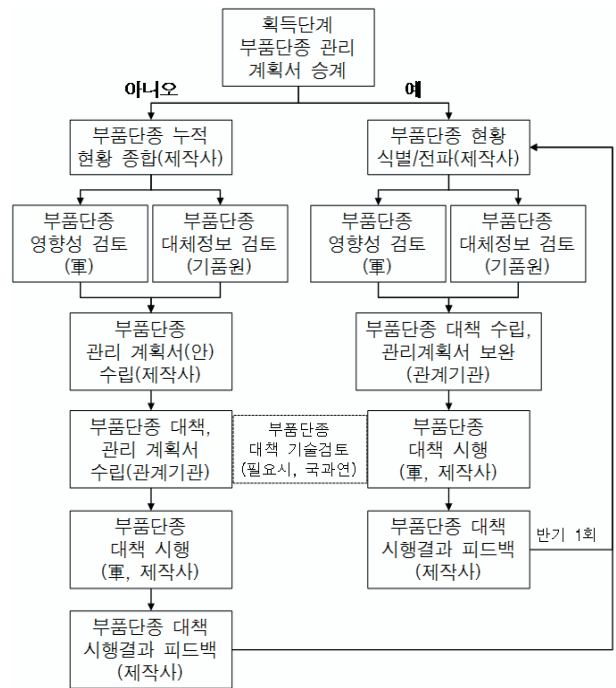 획득단계
부품단종 관리
계획서 승계
아니오
예
부품단종 누적
현황 종합(제작사)
부품단종 현황
식별/전파(제작사)
부품단종
영향성 검토
(軍)
부품단종
대체정보 검토
(기품원)
부품단종
영향성 검토
(軍)
부품단종
대체정보 검토
(기품원)
부품단종
관리 계획서(안)
수립(제작사)
부품단종 대책 수립,
관리계획서 보완
(관계기관)
부품단종 대책,
관리 계획서
수립(관계기관)
부품단종
대책 기술검토
(필요시, 국과연)
부품단종
대책 시행
(軍, 제작사)
부품단종
대책 시행
(軍, 제작사)
부품단종 대책
시행결과 피드백
(제작사)
반기 1회
부품단종 대책
시행결과 피드백
(제작사)